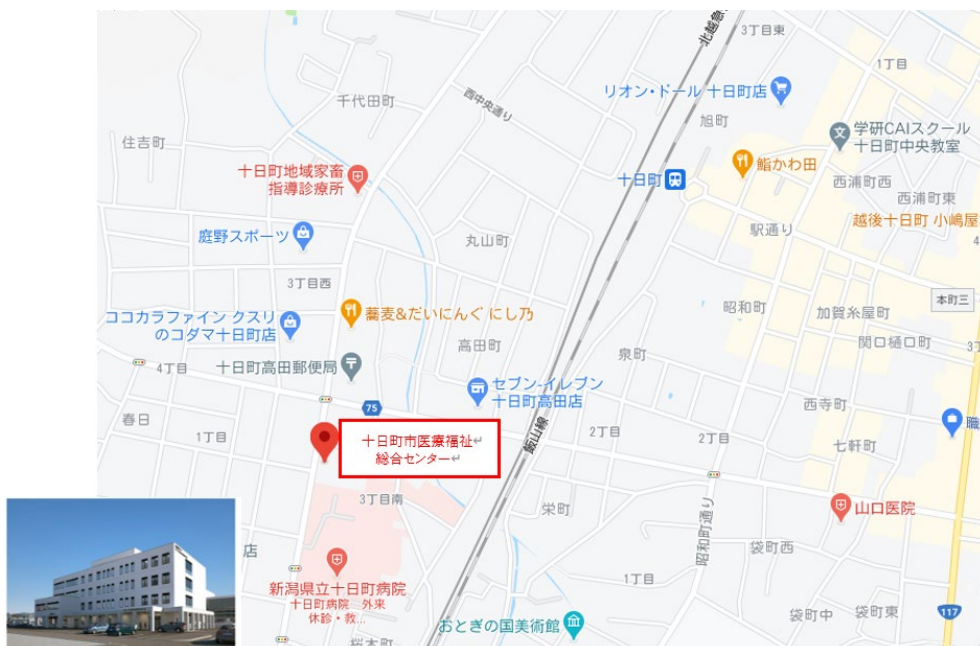 北越急
3丁目東
1丁目
リオン・ドール 十日町店
旭町
千代田町
西中央通り
住吉町
学研CAIスクール
十日町中央教室
十日町地域家畜
指導診療所
十日町
鮨かわ田
西浦町西
西浦町東
越後十日町 小嶋屋
庭野スポーツ
丸山町
駅通り
4
3丁目西
本町三
ココカラファイン クスリ
のコダマ十日町店
蕎麦&だいにんぐ にし乃
昭和町
加賀糸屋町
高田町
泉町
関口樋口町
3丁
4丁目
十日町高田郵便局
セブン-イレブン
十日町高田店
75
西寺町
春日
1丁目
十日町市医療福祉
総合センター
飯山線
2丁目
2丁目
七軒町
職
3丁目南
栄町
昭和町通り
山口医院
店
袋町西
新潟県立十日町病院
十日町病院 外来
休診・救...
1丁目
おとぎの国美術館
袋町中
袋町東
117
桜木町